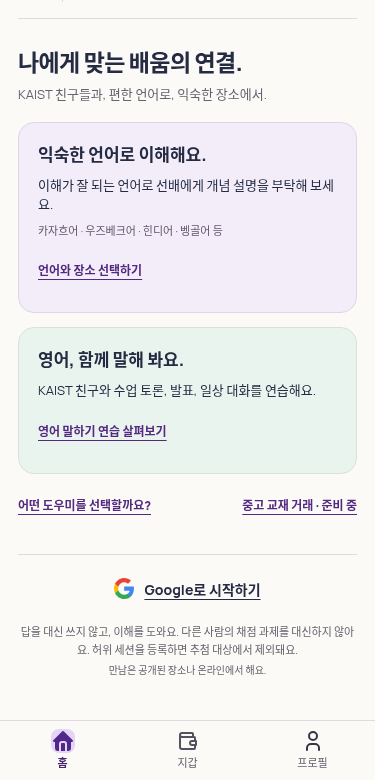 나에게 맞는 배움의 연결.
KAIST 친구들과, 편한 언어로, 익숙한 장소에서.
익숙한 언어로 이해해요.
이해가 잘 되는 언어로 선배에게 개념 설명을 부탁해 보세
요.
카자흐어 · 우즈베크어 · 힌디어 · 벵골어 등
언어와 장소 선택하기
영어, 함께 말해 봐요.
KAIST 친구와 수업 토론, 발표, 일상 대화를 연습해요.
영어 말하기 연습 살펴보기
어떤 도우미를 선택할까요? 중고 교재 거래 · 준비 중
Google로 시작하기
답을 대신 쓰지 않고, 이해를 도와요. 다른 사람의 채점 과제를 대신하지 않아
요. 허위 세션을 등록하면 추첨 대상에서 제외돼요.
만남은 공개된 장소나 온라인에서 해요.
홈 지갑 프로필